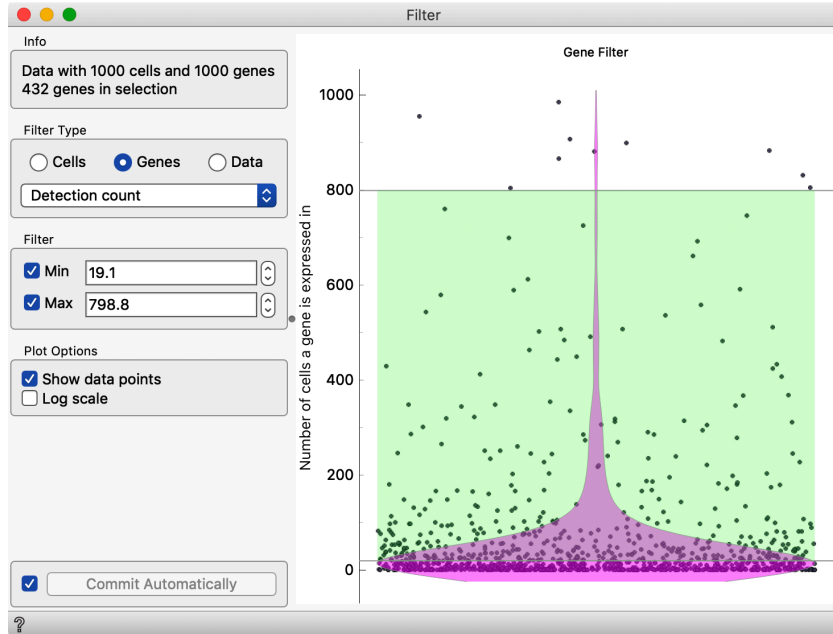 Filter
Info
Data with 1000 cells and 1000 genes
432 genes in selection
Filter Type
Cells
Genes
Data
Detection count
Filter
Min
19.1
Max
798.8
Plot Options
Show data points
Log scale
Commit Automatically
?
Gene Filter
Number of cells a gene is expressed in
1000
800
600
400
200
0